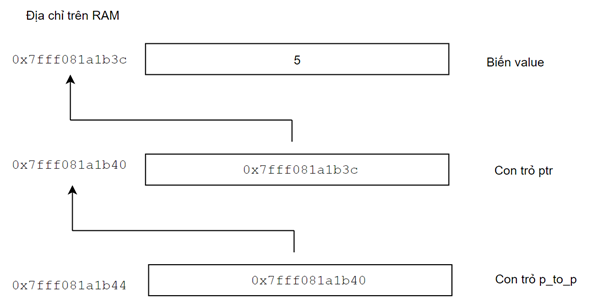 Địa chỉ trên RAM
0x7fff081a1b3c 5 Biến value
0x7fff081a1b40 0x7fff081a1b3c Con trỏ ptr
0x7fff081a1b44 0x7fff081a1b40 Con trỏ p_to_p